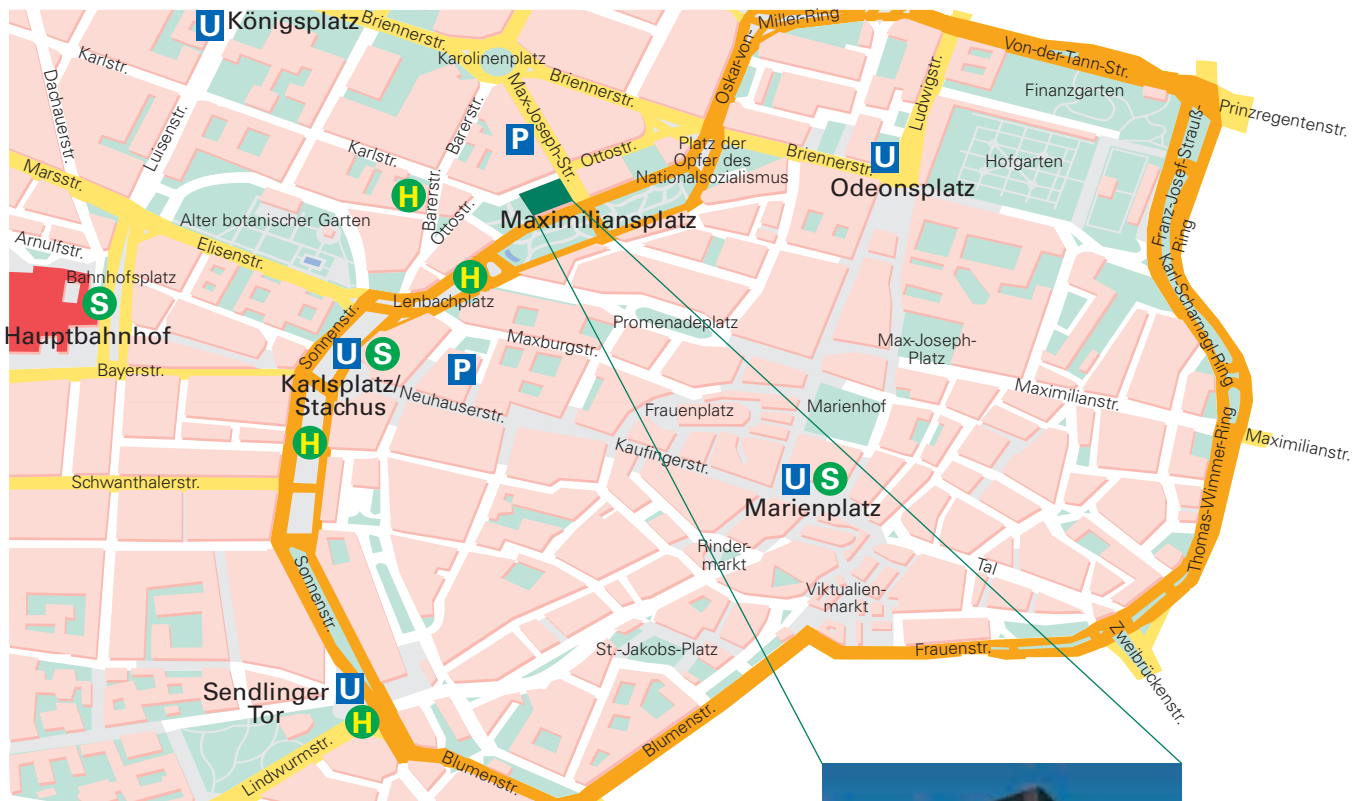 U Königsplatz
Briennerstr.
Miller-Ring
Oskar-von-
Von-der-Tann-Str.
Karolinenplatz
Karlstr.
Dachauerstr.
Luisenstr.
Max-Joseph-Str.
Briennerstr.
Ludwigstr.
Finanzgarten
Prinzregentenstr.
Barerstr.
P
Ottostr.
Platz der
Opfer des
Nationalsozialismus
Briennerstr.
U
Odeonsplatz
Hofgarten
Franz-Josef-Strauß-
Ring
Karlstr.
Marsstr.
H
Barerstr.
Ottostr.
Maximiliansplatz
Alter botanischer Garten
Arnulfstr.
Elisenstr.
Bahnhofsplatz
S
Hauptbahnhof
H
Lenbachplatz
Karl-Scharnagl-Ring
Sonnenstr.
Promenadeplatz
Maxburgstr.
Max-Joseph-
Platz
U S
Karlsplatz/
Stachus
P
Bayerstr.
Neuhauserstr.
Maximilianstr.
Frauenplatz
Marienhof
H
Kaufingerstr.
Maximilianstr.
Thomas-Wimmer-Ring
Schwanthalerstr.
U S
Marienplatz
Rinder-
markt
Tal
Sonnenstr.
Viktualien-
markt
St.-Jakobs-Platz
Frauenstr.
Zweibrückenstr.
Sendlinger
Tor
U
H
Lindwurmstr.
Blumenstr.
Blumenstr.